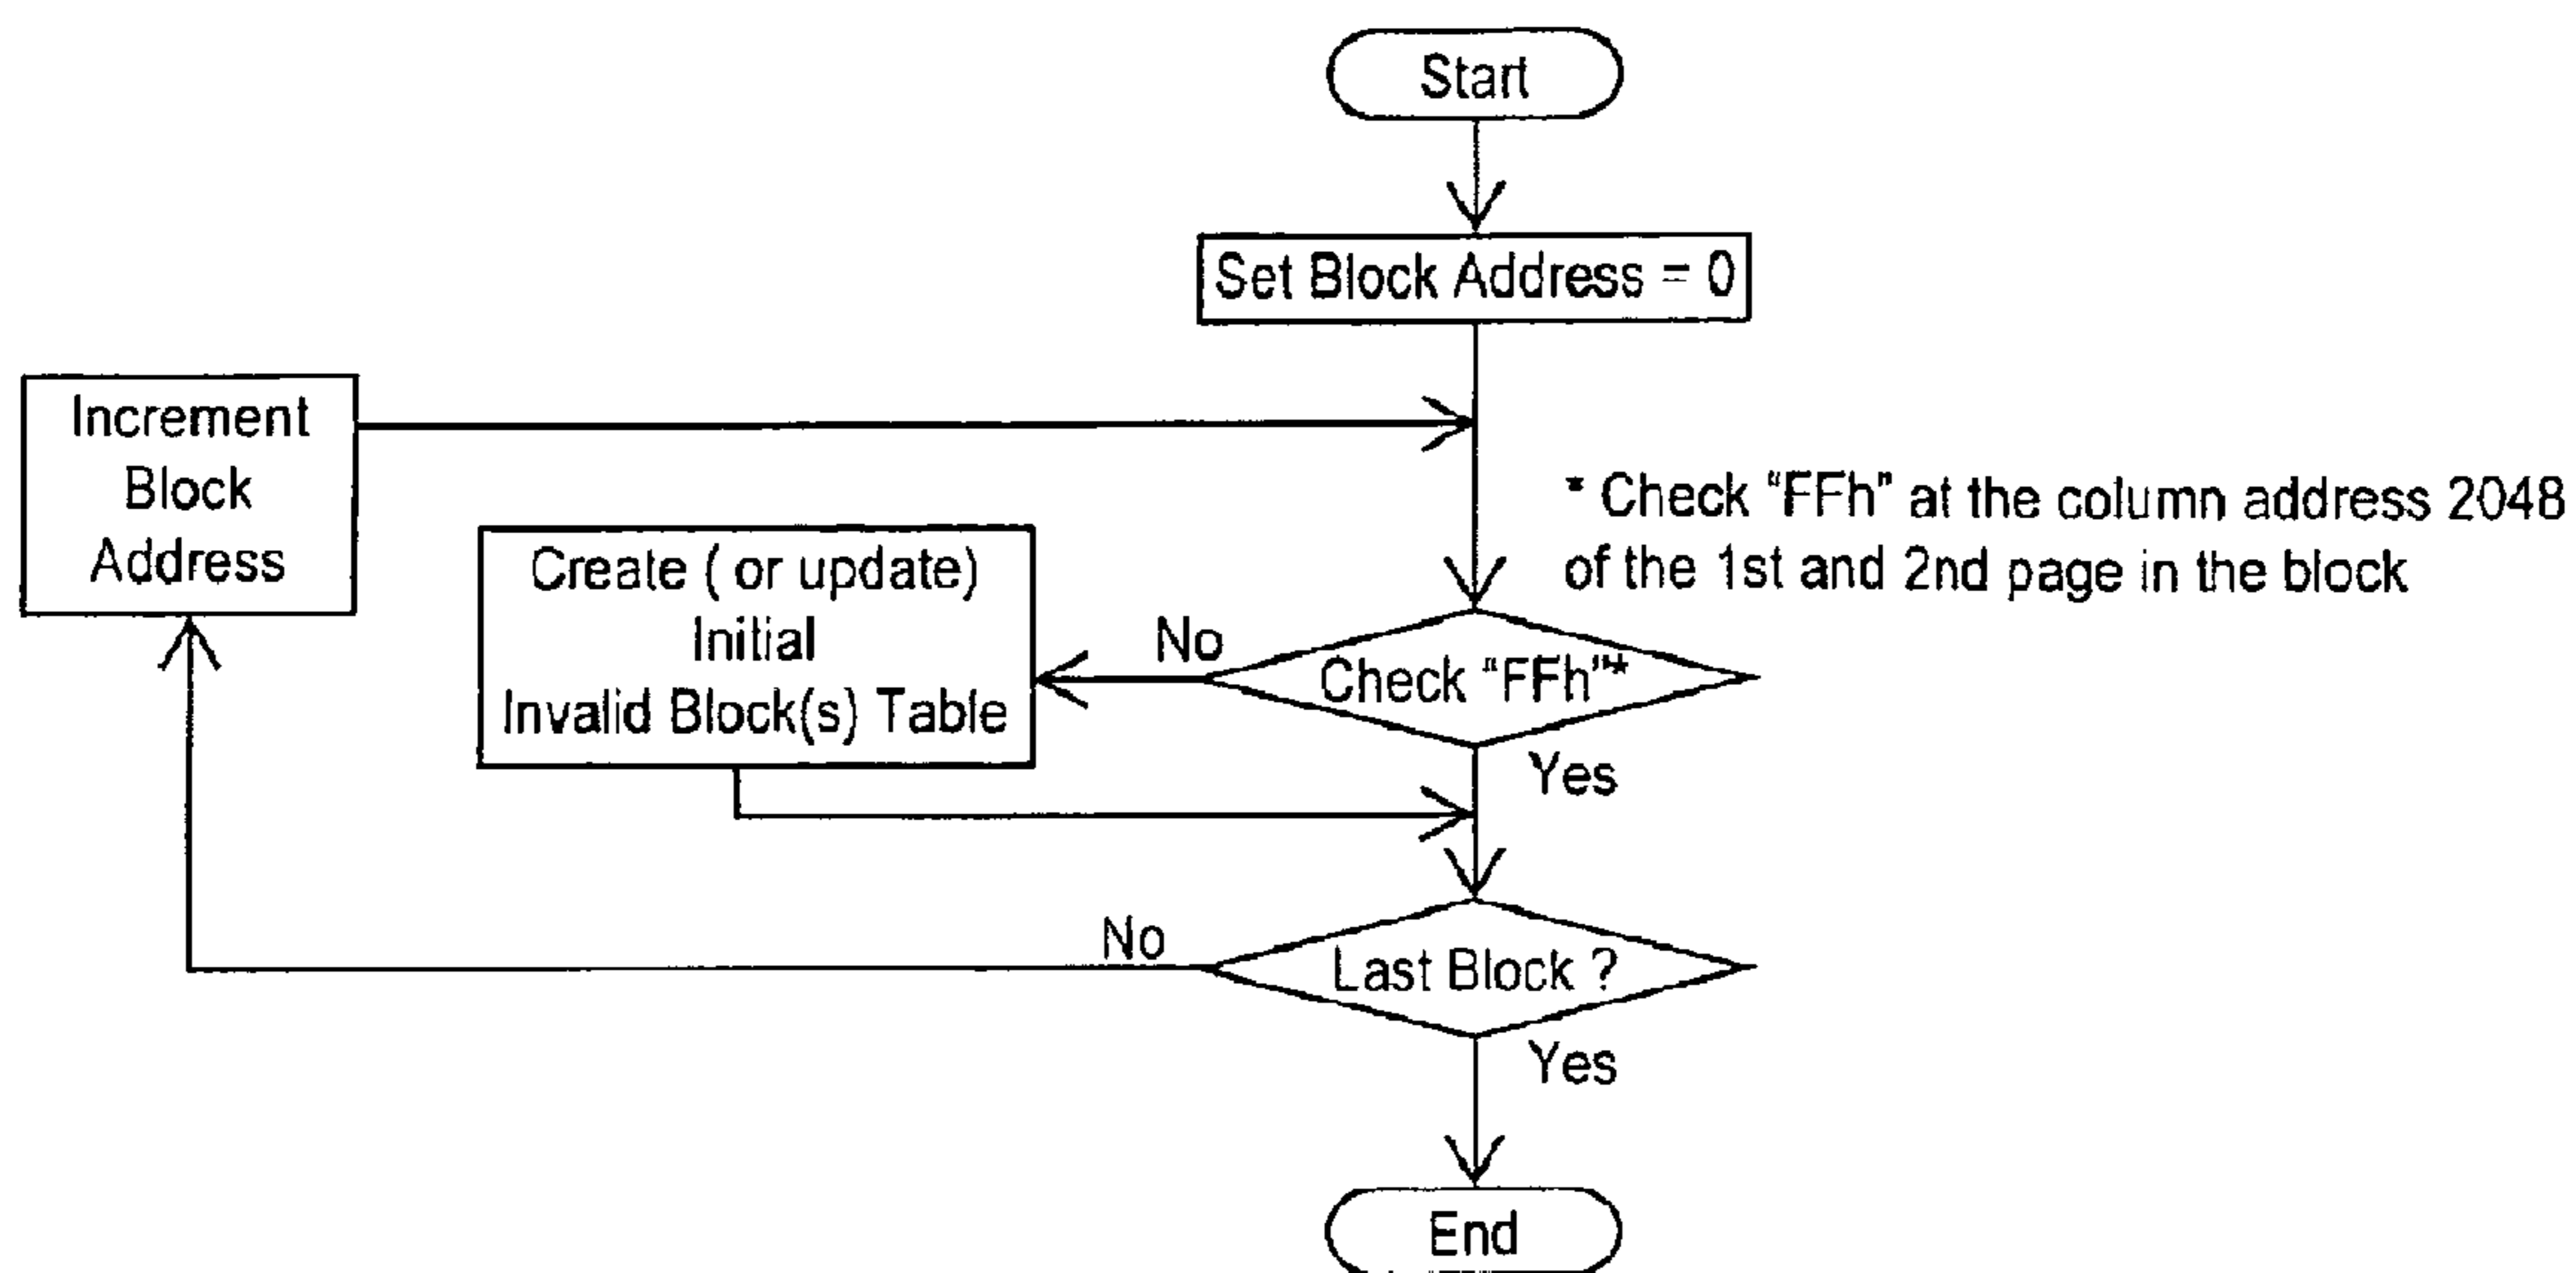 Start
Set Block Address = 0
Increment
Block
Address
* Check “FFh” at the column address 2048
of the 1st and 2nd page in the block
Create ( or update)
Initial
Invalid Block(s) Table
No
Check “FFh”*
Yes
No
Last Block ?
Yes
End